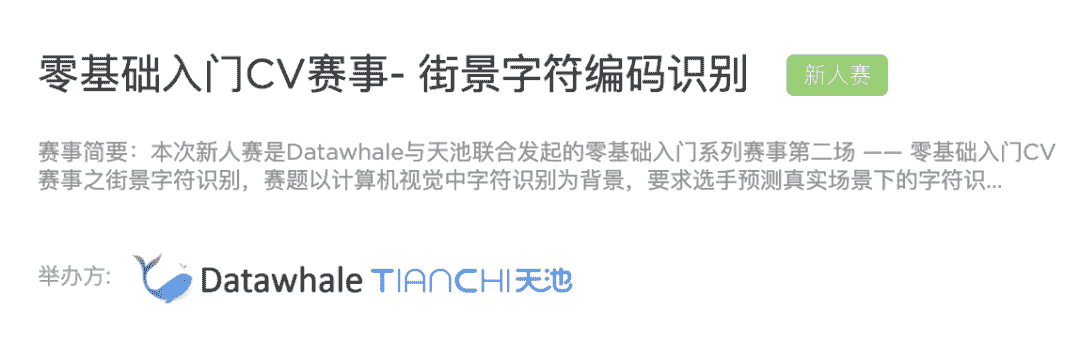 零基础入门CV赛事- 街景字符编码识别 新人赛
赛事简要：本次新人赛是Datawhale与天池联合发起的零基础入门系列赛事第二场 —— 零基础入门CV
赛事之街景字符识别，赛题以计算机视觉中字符识别为背景，要求选手预测真实场景下的字符识...
举办方: Datawhale TIANCHI天池